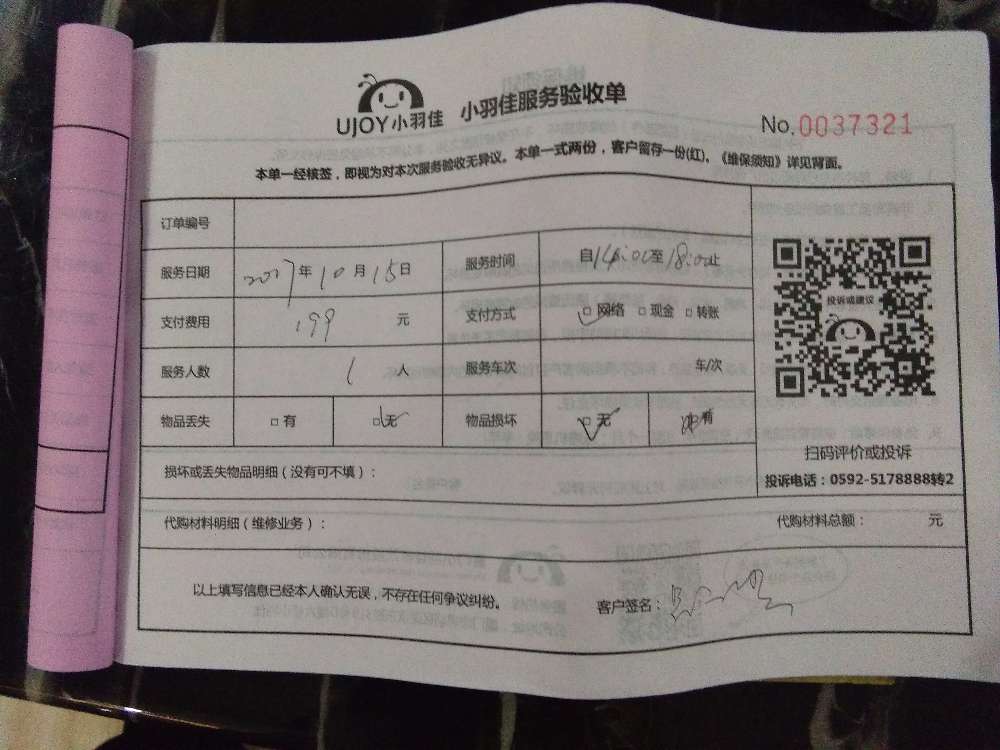 UJOY小羽佳 小羽佳服务验收单
No.0037321
本单一经核签，即视为对本次服务验收无异议。本单一式两份，客户留存一份(红)。《维保须知》详见背面。
订单编号
服务日期 2017年10月15日 服务时间 自14:00至18:00止
支付费用 199 元 支付方式 □网络 □现金 □转账
服务人数 1 人 服务车次 车/次
物品丢失 □有 □无 物品损坏 □无 □有
损坏或丢失物品明细（没有可不填）：
投诉或建议
扫码评价或投诉
投诉电话：0592-5178888转2
代购材料明细（维修业务）： 代购材料总额： 元
以上填写信息已经本人确认无误，不存在任何争议纠纷。 客户签名：